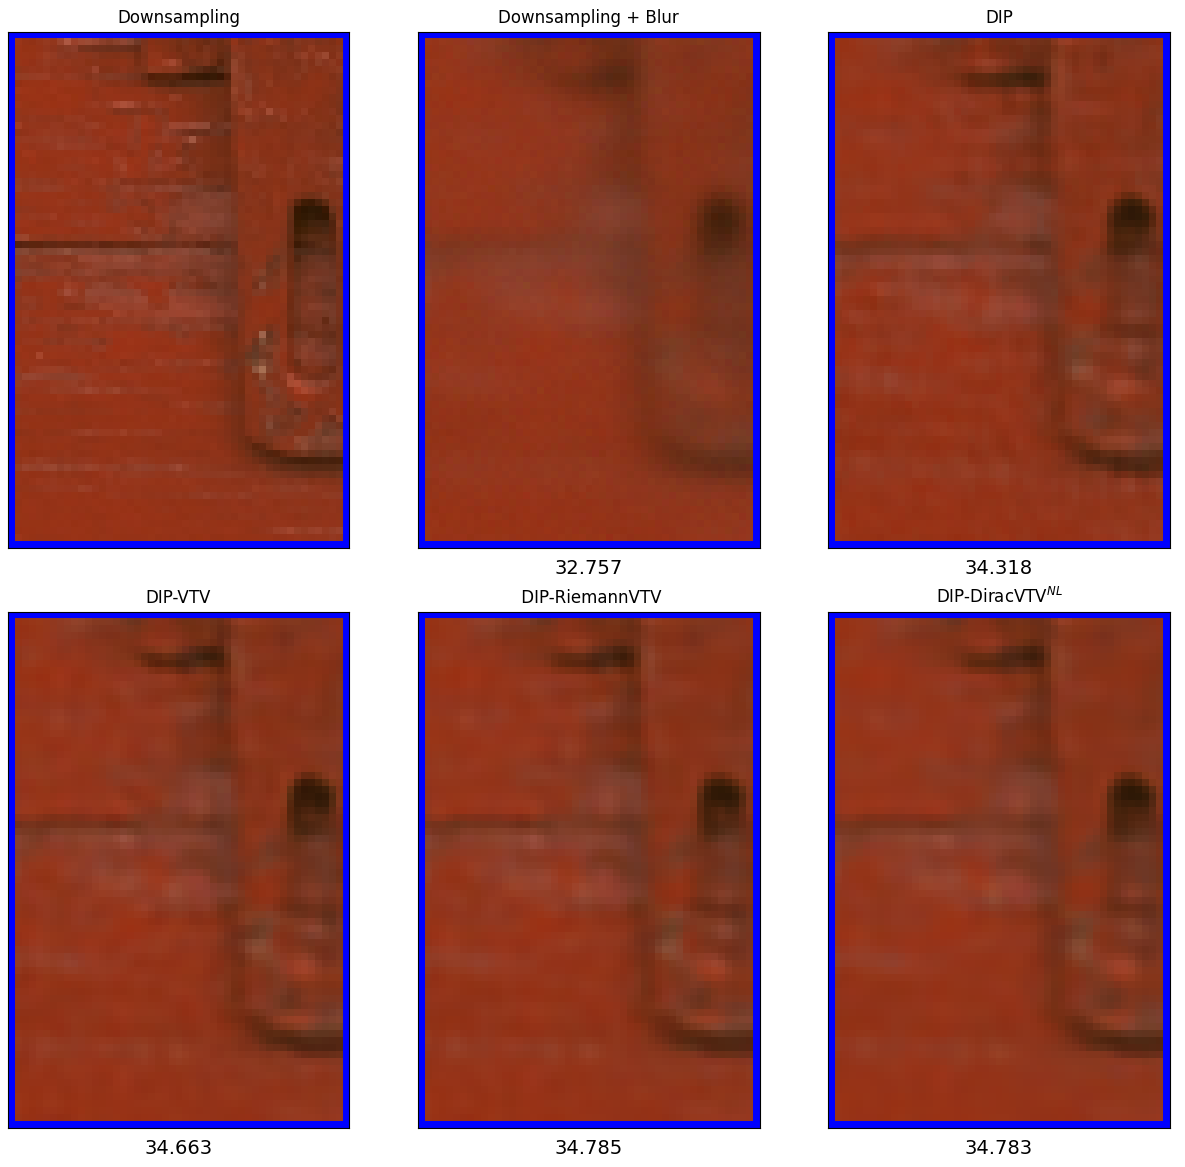 Downsampling
Downsampling + Blur
DIP
32.757
34.318
DIP-VTV
DIP-RiemannVTV
DIP-DiracVTV^{NL}
34.663
34.785
34.783